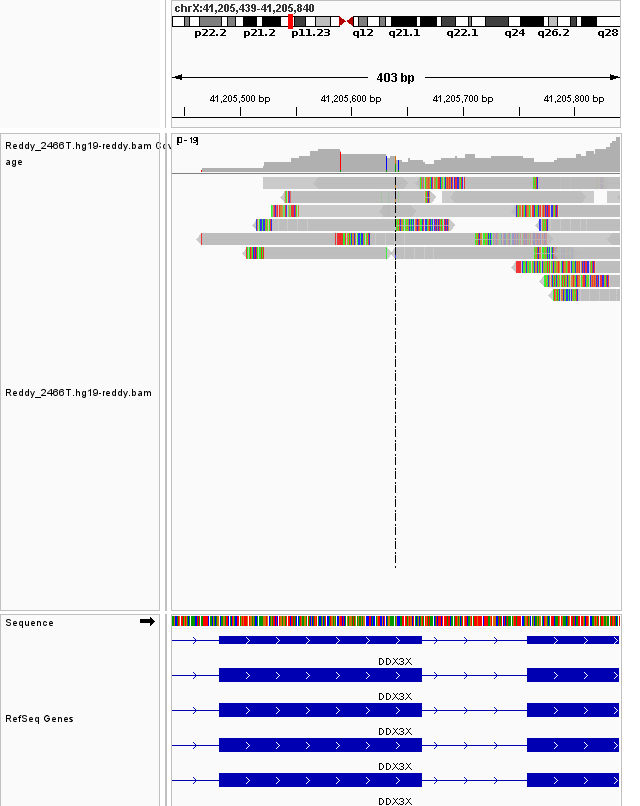 chrX:41,205,439-41,205,840
p22.2 p21.2 p11.23 q12 q21.1 q22.1 q24 q26.2 q28
403 bp
41,205,500 bp 41,205,600 bp 41,205,700 bp 41,205,800 bp
[0 - 19]
Reddy_2466T.hg19-reddy.bam Cov
age
Reddy_2466T.hg19-reddy.bam
Sequence
DDX3X
DDX3X
RefSeq Genes
DDX3X
DDX3X
DDX3X